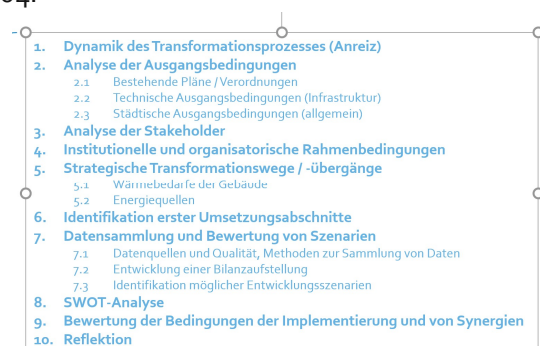 1. Dynamik des Transformationsprozesses (Anreiz)
2. Analyse der Ausgangsbedingungen
2.1 Bestehende Pläne / Verordnungen
2.2 Technische Ausgangsbedingungen (Infrastruktur)
2.3 Städtische Ausgangsbedingungen (allgemein)
3. Analyse der Stakeholder
4. Institutionelle und organisatorische Rahmenbedingungen
5. Strategische Transformationswege / -übergänge
5.1 Wärmebedarfe der Gebäude
5.2 Energiequellen
6. Identifikation erster Umsetzungsabschnitte
7. Datensammlung und Bewertung von Szenarien
7.1 Datenquellen und Qualität, Methoden zur Sammlung von Daten
7.2 Entwicklung einer Bilanzaufstellung
7.3 Identifikation möglicher Entwicklungsszenarien
8. SWOT-Analyse
9. Bewertung der Bedingungen der Implementierung und von Synergien
10. Reflektion